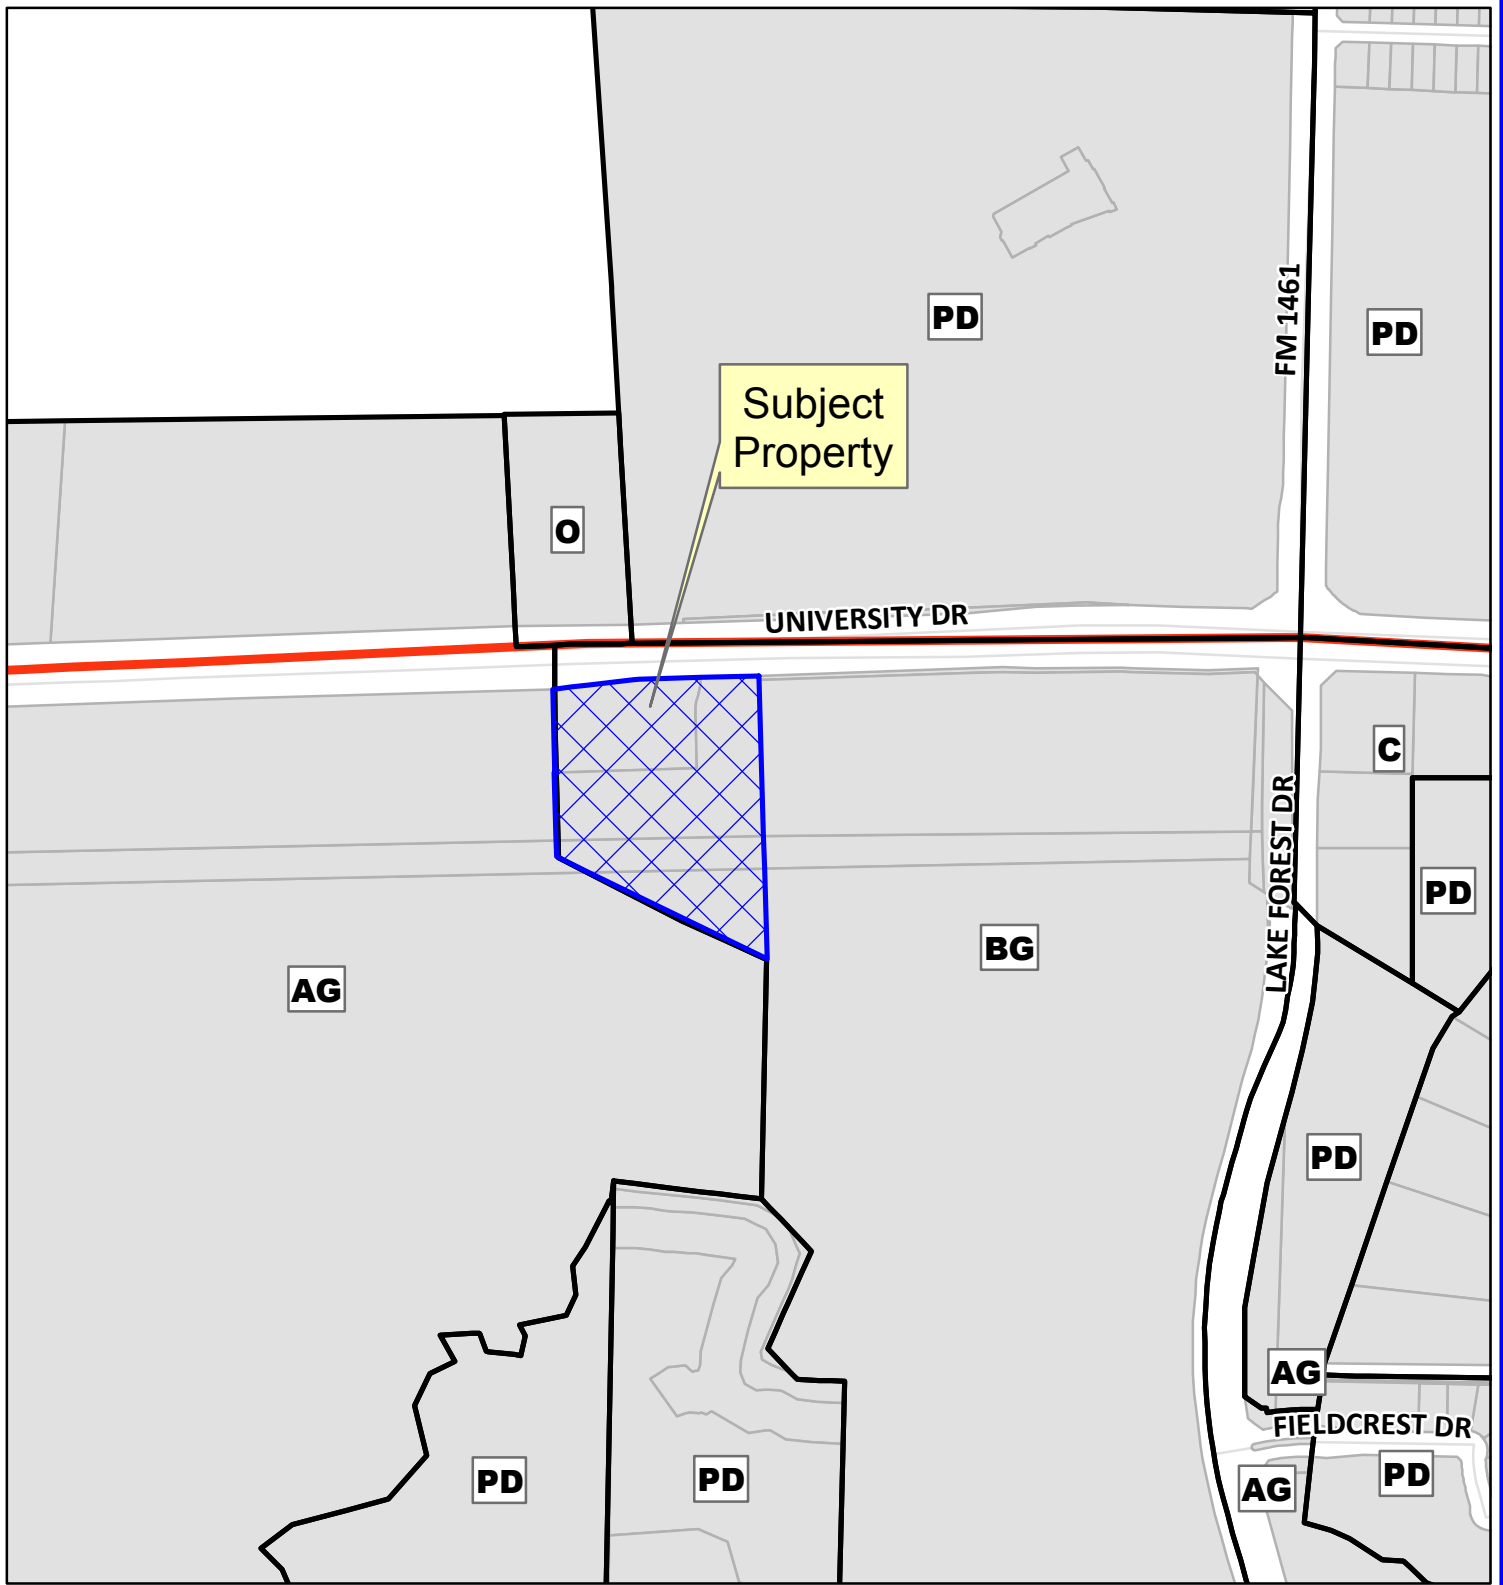 PD
FM 1461
PD
Subject
Property
O
UNIVERSITY DR
C
LAKE FOREST DR
PD
BG
AG
PD
AG
FIELDCREST DR
PD
PD
PD
AG